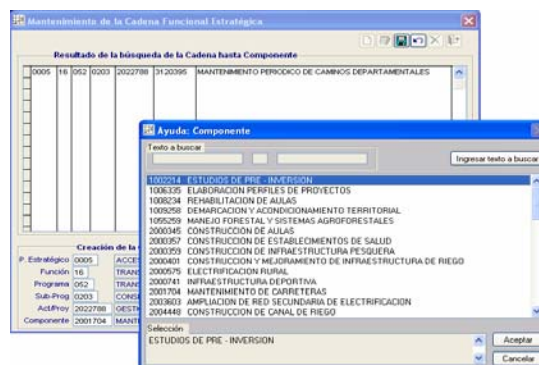 Mantenimiento de la Cadena Funcional Estratégica
Resultado de la búsqueda de la Cadena hasta Componente
0005 16 052 0203 2022788 3120395 MANTENIMIENTO PERIODICO DE CAMINOS DEPARTAMENTALES
Ayuda: Componente
Texto a buscar
Ingresar texto a buscar
1002214 ESTUDIOS DE PRE - INVERSION
1006335 ELABORACION PERFILES DE PROYECTOS
1008234 REHABILITACION DE AULAS
1009258 DEMARCACION Y ACONDICIONAMIENTO TERRITORIAL
1055259 MANEJO FORESTAL Y SISTEMAS AGROFORESTALES
2000345 CONSTRUCCION DE AULAS
2000357 CONSTRUCCION DE ESTABLECIMIENTOS DE SALUD
2000359 CONSTRUCCION DE INFRAESTRUCTURA PESQUERA
2000401 CONSTRUCCION Y MEJORAMIENTO DE INFRAESTRUCTURA DE RIEGO
2000575 ELECTRIFICACION RURAL
2000741 INFRAESTRUCTURA DEPORTIVA
2001704 MANTENIMIENTO DE CARRETERAS
2003603 AMPLIACION DE RED SECUNDARIA DE ELECTRIFICACION
2004448 CONSTRUCCION DE CANAL DE RIEGO
Selección
ESTUDIOS DE PRE - INVERSION
Aceptar
Cancelar
Creación de la
P. Estratégico 0005 ACCES
Función 16 TRANS
Programa 052 TRANS
Sub-Prog 0203 CONS
Act/Proy 2022788 GESTI
Componente 2001704 MANTI